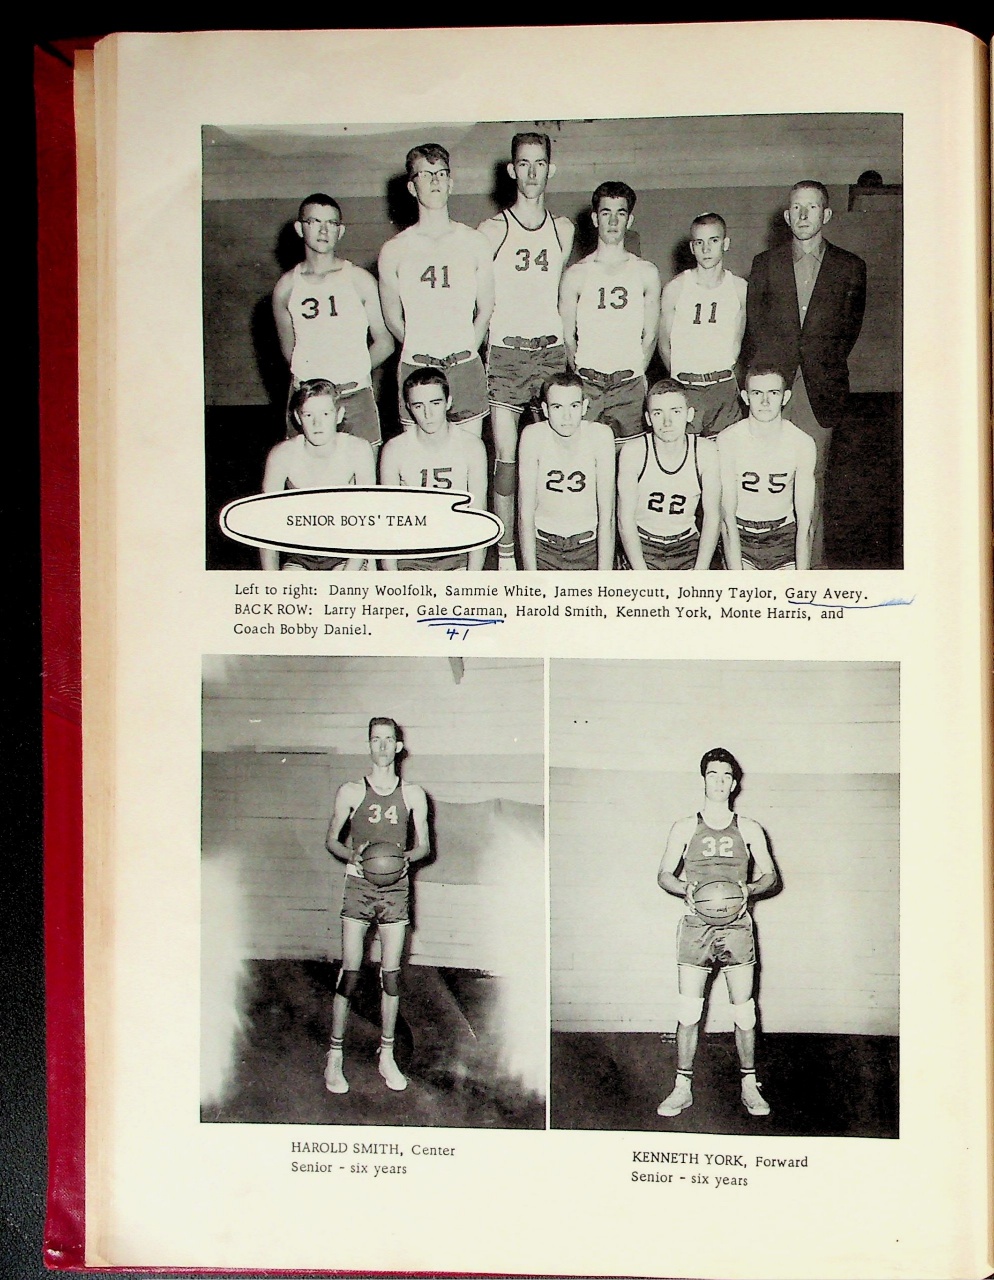 31
41
34
13
11
15
23
22
25
SENIOR BOYS' TEAM
Left to right: Danny Woolfolk, Sammie White, James Honeycutt, Johnny Taylor, Gary Avery.
BACK ROW: Larry Harper, Gale Carman, Harold Smith, Kenneth York, Monte Harris, and
Coach Bobby Daniel.
41
34
32
HAROLD SMITH, Center
Senior - six years
KENNETH YORK, Forward
Senior - six years